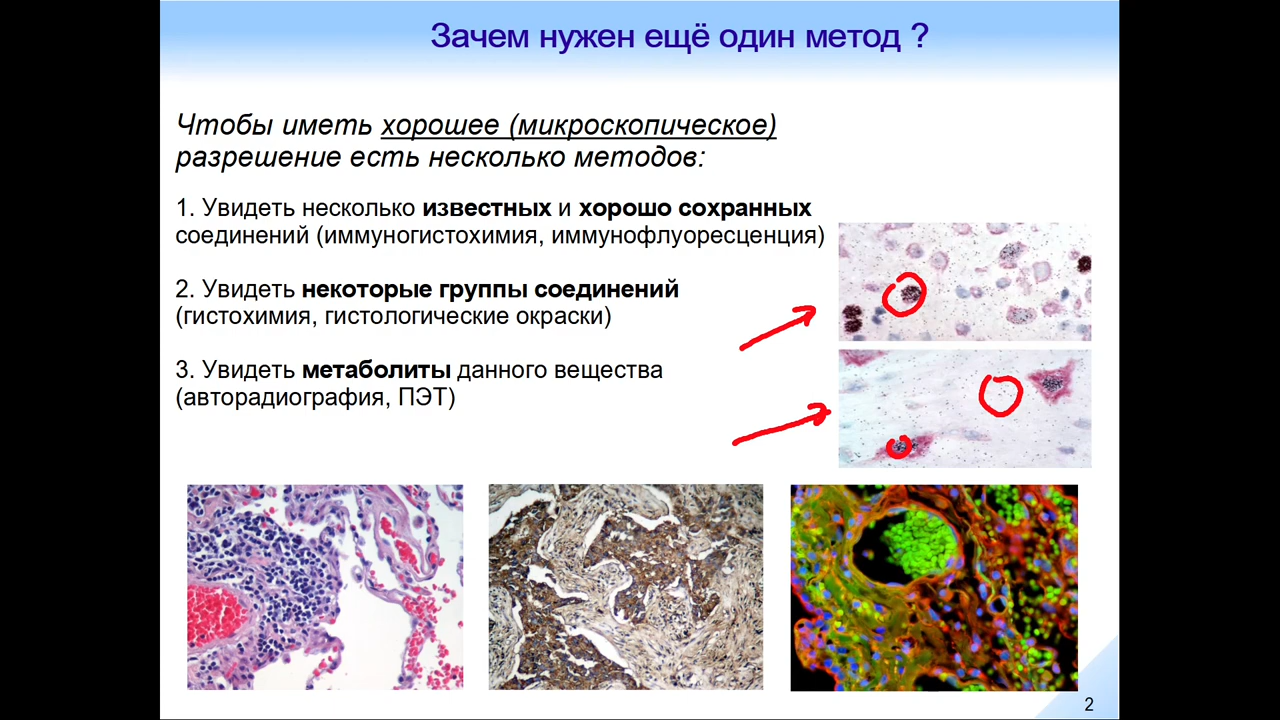 Зачем нужен ещё один метод ?
Чтобы иметь хорошее (микроскопическое)
разрешение есть несколько методов:
1. Увидеть несколько известных и хорошо сохранных
соединений (иммуногистохимия, иммунофлуоресценция)
2. Увидеть некоторые группы соединений
(гистохимия, гистологические окраски)
3. Увидеть метаболиты данного вещества
(авторадиография, ПЭТ)
2